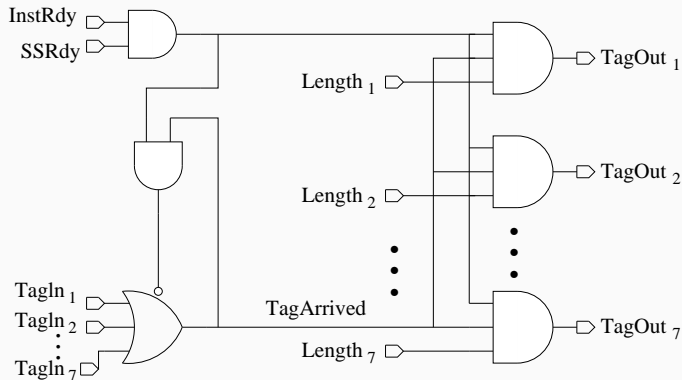 InstRdy
SSRdy
Length 1
TagOut 1
Length 2
TagOut 2
TagIn 1
TagIn 2
TagIn 7
TagArrived
Length 7
TagOut 7